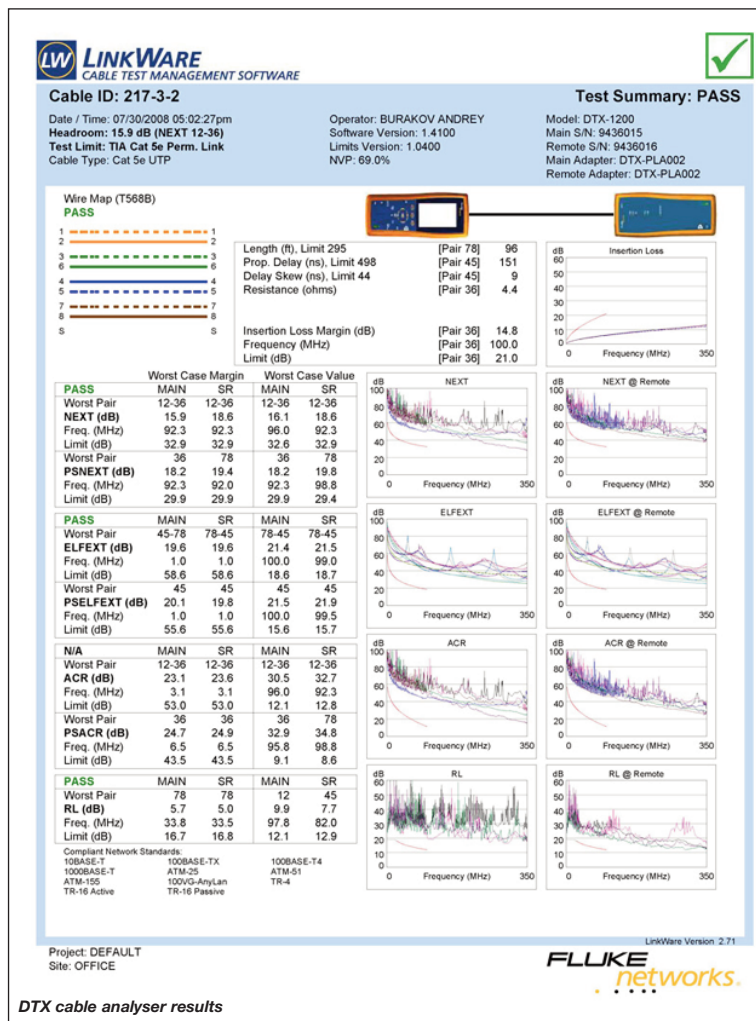 LW LINKWARE
CABLE TEST MANAGEMENT SOFTWARE
Cable ID: 217-3-2
Test Summary: PASS
Date / Time: 07/30/2008 05:02:27pm
Headroom: 15.9 dB (NEXT 12-36)
Test Limit: TIA Cat 5e Perm. Link
Cable Type: Cat 5e UTP
Operator: BURAKOV ANDREY
Software Version: 1.4100
Limits Version: 1.0400
NVP: 69.0%
Model: DTX-1200
Main S/N: 9436015
Remote S/N: 9436016
Main Adapter: DTX-PLA002
Remote Adapter: DTX-PLA002
Wire Map (T568B)
PASS
1 1
2 2
3 3
6 6
4 4
5 5
7 7
8 8
S S
Length (ft), Limit 295 [Pair 78] 96
Prop. Delay (ns), Limit 498 [Pair 45] 151
Delay Skew (ns), Limit 44 [Pair 45] 9
Resistance (ohms) [Pair 36] 4.4
Insertion Loss Margin (dB) [Pair 36] 14.8
Frequency (MHz) [Pair 36] 100.0
Limit (dB) [Pair 36] 21.0
dB Insertion Loss
60
50
40
30
20
10
0
0 Frequency (MHz) 350
Worst Case Margin Worst Case Value
PASS MAIN SR MAIN SR
Worst Pair 12-36 12-36 12-36 12-36
NEXT (dB) 15.9 18.6 16.1 18.6
Freq. (MHz) 92.3 92.3 96.0 92.3
Limit (dB) 32.9 32.9 32.6 32.9
Worst Pair 36 78 36 78
PSNEXT (dB) 18.2 19.4 18.2 19.8
Freq. (MHz) 92.3 92.0 92.3 98.8
Limit (dB) 29.9 29.9 29.9 29.4
PASS MAIN SR MAIN SR
Worst Pair 45-78 78-45 78-45 78-45
ELFEXT (dB) 19.6 19.6 21.4 21.5
Freq. (MHz) 1.0 1.0 100.0 99.0
Limit (dB) 58.6 58.6 18.6 18.7
Worst Pair 45 45 45 45
PSELFEXT (dB) 20.1 19.8 21.5 21.9
Freq. (MHz) 1.0 1.0 100.0 99.5
Limit (dB) 55.6 55.6 15.6 15.7
N/A MAIN SR MAIN SR
Worst Pair 12-36 12-36 12-36 12-36
ACR (dB) 23.1 23.6 30.5 32.7
Freq. (MHz) 3.1 3.1 96.0 92.3
Limit (dB) 53.0 53.0 12.1 12.8
Worst Pair 36 36 36 78
PSACR (dB) 24.7 24.9 32.9 34.8
Freq. (MHz) 6.5 6.5 95.8 98.8
Limit (dB) 43.5 43.5 9.1 8.6
PASS MAIN SR MAIN SR
Worst Pair 78 78 12 45
RL (dB) 5.7 5.0 9.9 7.7
Freq. (MHz) 33.8 33.5 97.8 82.0
Limit (dB) 16.7 16.8 12.1 12.9
Compliant Network Standards:
10BASE-T 100BASE-TX 100BASE-T4
1000BASE-T ATM-25 ATM-51
ATM-155 100VG-AnyLan TR-4
TR-16 Active TR-16 Passive
dB NEXT
100
80
60
40
20
0
0 Frequency (MHz) 350
dB NEXT @ Remote
100
80
60
40
20
0
0 Frequency (MHz) 350
dB ELFEXT
100
80
60
40
20
0
0 Frequency (MHz) 350
dB ELFEXT @ Remote
100
80
60
40
20
0
0 Frequency (MHz) 350
dB ACR
100
80
60
40
20
0
0 Frequency (MHz) 350
dB ACR @ Remote
100
80
60
40
20
0
0 Frequency (MHz) 350
dB RL
60
50
40
30
20
10
0
0 Frequency (MHz) 350
dB RL @ Remote
60
50
40
30
20
10
0
0 Frequency (MHz) 350
LinkWare Version 2.71
Project: DEFAULT
Site: OFFICE
FLUKE
networks.
DTX cable analyser results